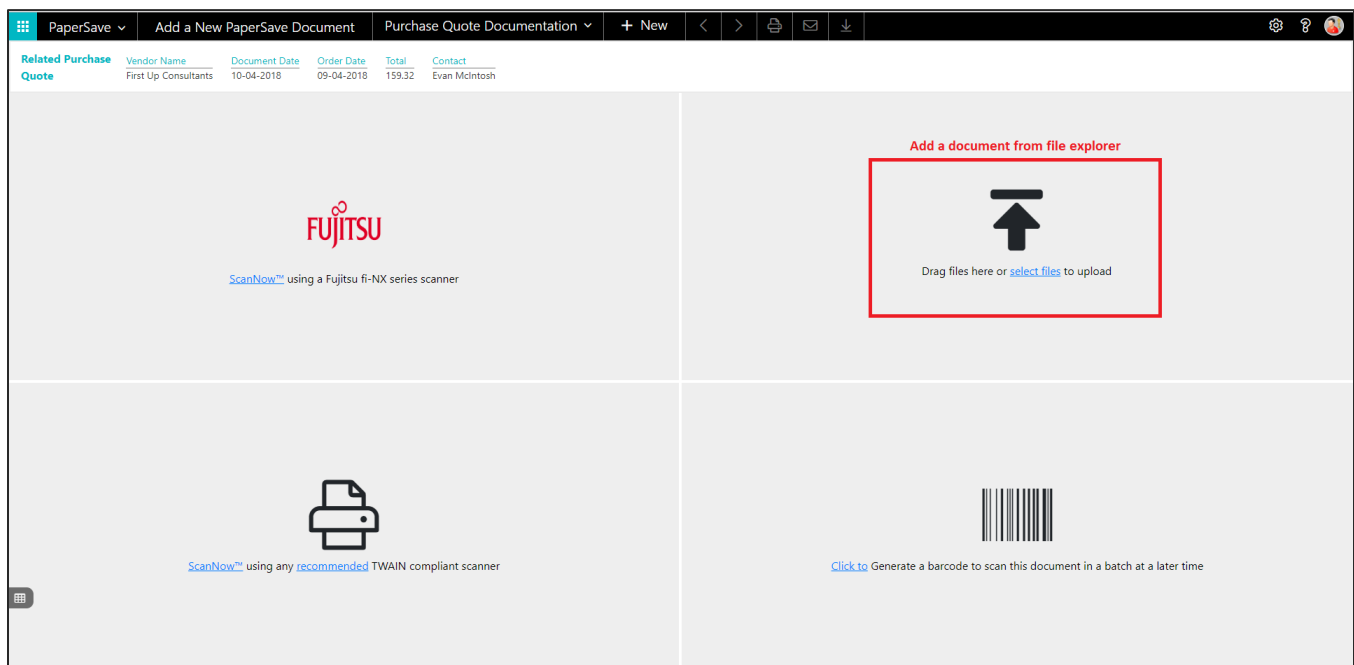 PaperSave Add a New PaperSave Document Purchase Quote Documentation + New
Related Purchase Quote
Vendor Name Document Date Order Date Total Contact
First Up Consultants 10-04-2018 09-04-2018 159.32 Evan McIntosh
Add a document from file explorer
FUJITSU
ScanNow™ using a Fujitsu fi-NX series scanner
Drag files here or select files to upload
ScanNow™ using any recommended TWAIN compliant scanner
Click to Generate a barcode to scan this document in a batch at a later time